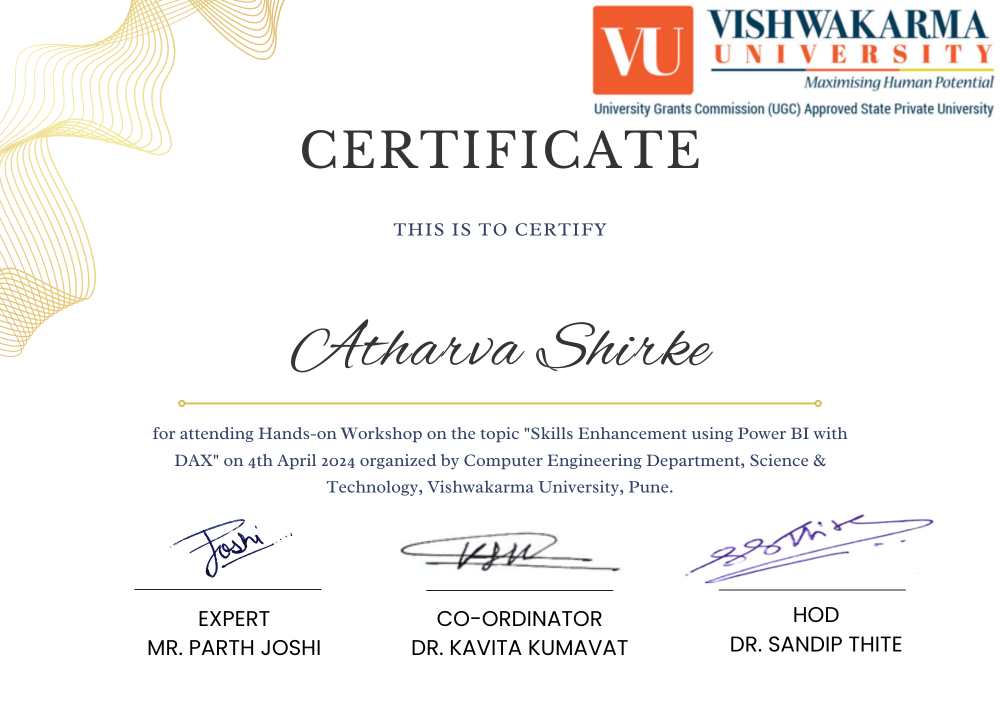 VU
VISHWAKARMA
UNIVERSITY
Maximising Human Potential
University Grants Commission (UGC) Approved State Private University
CERTIFICATE
THIS IS TO CERTIFY
Atharva Shirke
for attending Hands-on Workshop on the topic "Skills Enhancement using Power BI with
DAX" on 4th April 2024 organized by Computer Engineering Department, Science &
Technology, Vishwakarma University, Pune.
Joshi
SSThite
EXPERT
MR. PARTH JOSHI
CO-ORDINATOR
DR. KAVITA KUMAVAT
HOD
DR. SANDIP THITE